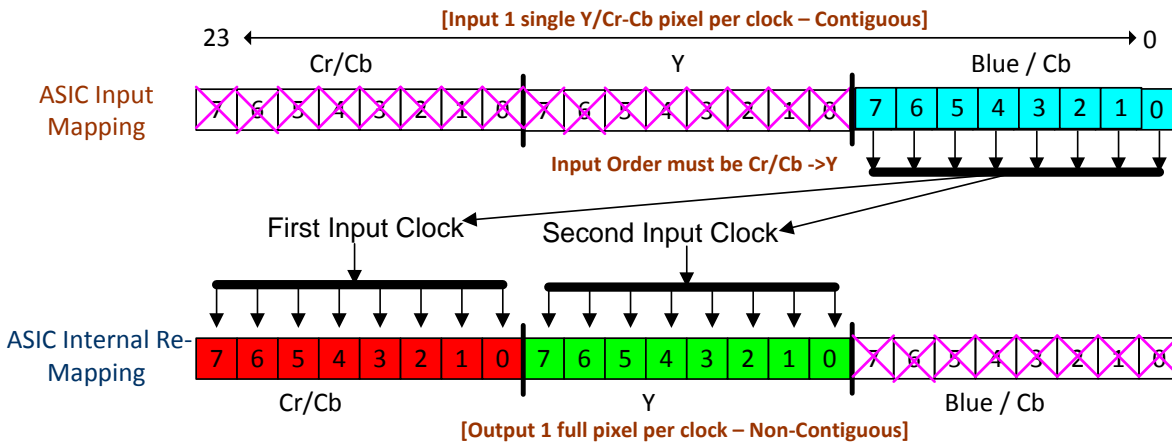 [Input 1 single Y/Cr-Cb pixel per clock – Contiguous]
23 0
Cr/Cb Y Blue / Cb
ASIC Input
Mapping
7 6 5 4 3 2 1 0 7 6 5 4 3 2 1 0 7 6 5 4 3 2 1 0
Input Order must be Cr/Cb ->Y
First Input Clock Second Input Clock
ASIC Internal Re-
Mapping
7 6 5 4 3 2 1 0 7 6 5 4 3 2 1 0 7 6 5 4 3 2 1 0
Cr/Cb Y Blue / Cb
[Output 1 full pixel per clock – Non-Contiguous]